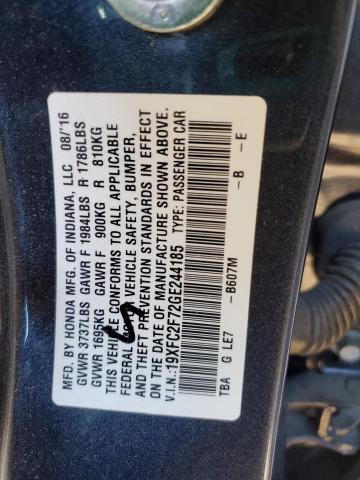 MFD. BY HONDA MFG. OF INDIANA, LLC 08/'16
GVWR 3737LBS GAWR F 1984LBS R 1786LBS
GVWR 1695KG GAWR F 900KG R 810KG
THIS VEHICLE CONFORMS TO ALL APPLICABLE
FEDERAL VEHICLE SAFETY, BUMPER,
AND THEFT PREVENTION STANDARDS IN EFFECT
ON THE DATE OF MANUFACTURE SHOWN ABOVE.
V.I.N.:19XFC2F72GE244185 TYPE: PASSENGER CAR
-B607M -B -E
TBA G LE7